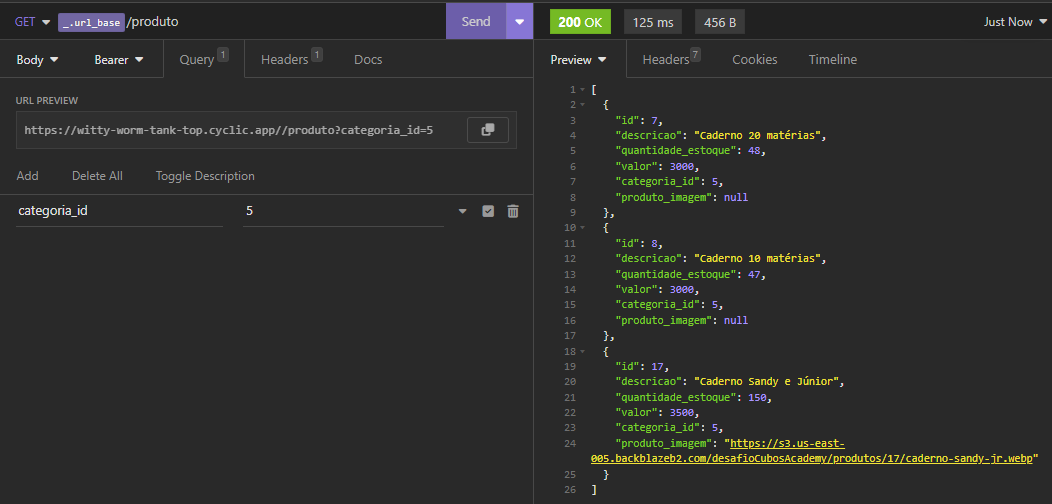 GET _.url_base /produto Send
Body Bearer Query 1 Headers 1 Docs
URL PREVIEW
https://witty-worm-tank-top.cyclic.app//produto?categoria_id=5
Add Delete All Toggle Description
categoria_id 5
200 OK 125 ms 456 B Just Now
Preview Headers 7 Cookies Timeline
1 [
2 {
3 "id": 7,
4 "descricao": "Caderno 20 matérias",
5 "quantidade_estoque": 48,
6 "valor": 3000,
7 "categoria_id": 5,
8 "produto_imagem": null
9 },
10 {
11 "id": 8,
12 "descricao": "Caderno 10 matérias",
13 "quantidade_estoque": 47,
14 "valor": 3000,
15 "categoria_id": 5,
16 "produto_imagem": null
17 },
18 {
19 "id": 17,
20 "descricao": "Caderno Sandy e Júnior",
21 "quantidade_estoque": 150,
22 "valor": 3500,
23 "categoria_id": 5,
24 "produto_imagem": "https://s3.us-east-
005.backblazeb2.com/desafioCubosAcademy/produtos/17/caderno-sandy-jr.webp"
25 }
26 ]